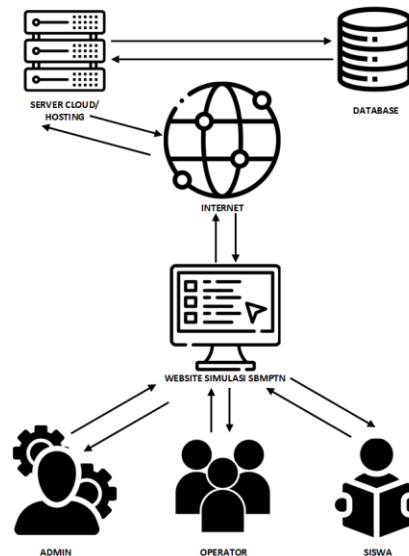 SERVER CLOUD/
HOSTING
DATABASE
INTERNET
WEBSITE SIMULASI SBMPTN
ADMIN
OPERATOR
SISWA